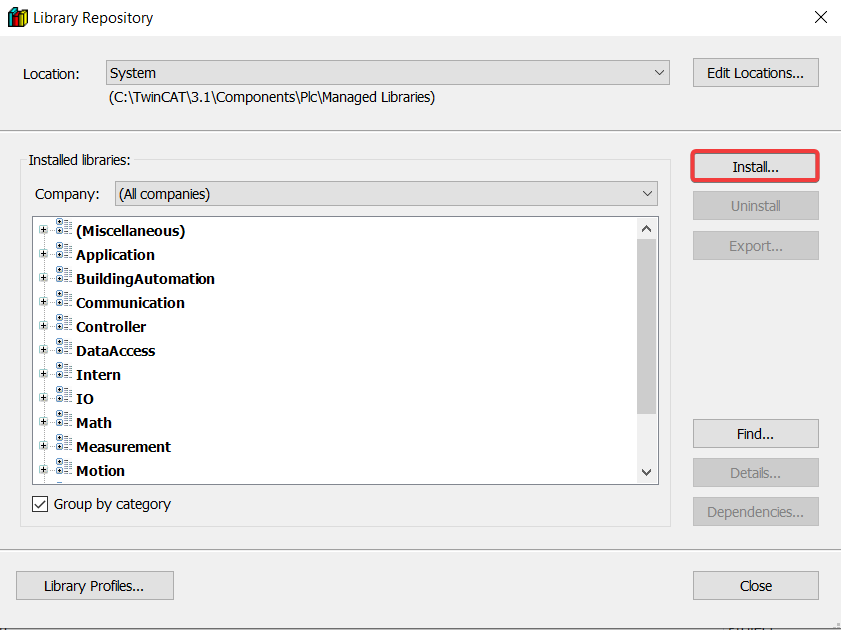 Library Repository
Location:
System
Edit Locations...
(C:\TwinCAT\3.1\Components\Plc\Managed Libraries)
Installed libraries:
Company:
(All companies)
Install...
Uninstall
Export...
(Miscellaneous)
Application
BuildingAutomation
Communication
Controller
DataAccess
Intern
IO
Math
Measurement
Motion
Find...
Details...
Dependencies...
Group by category
Library Profiles...
Close